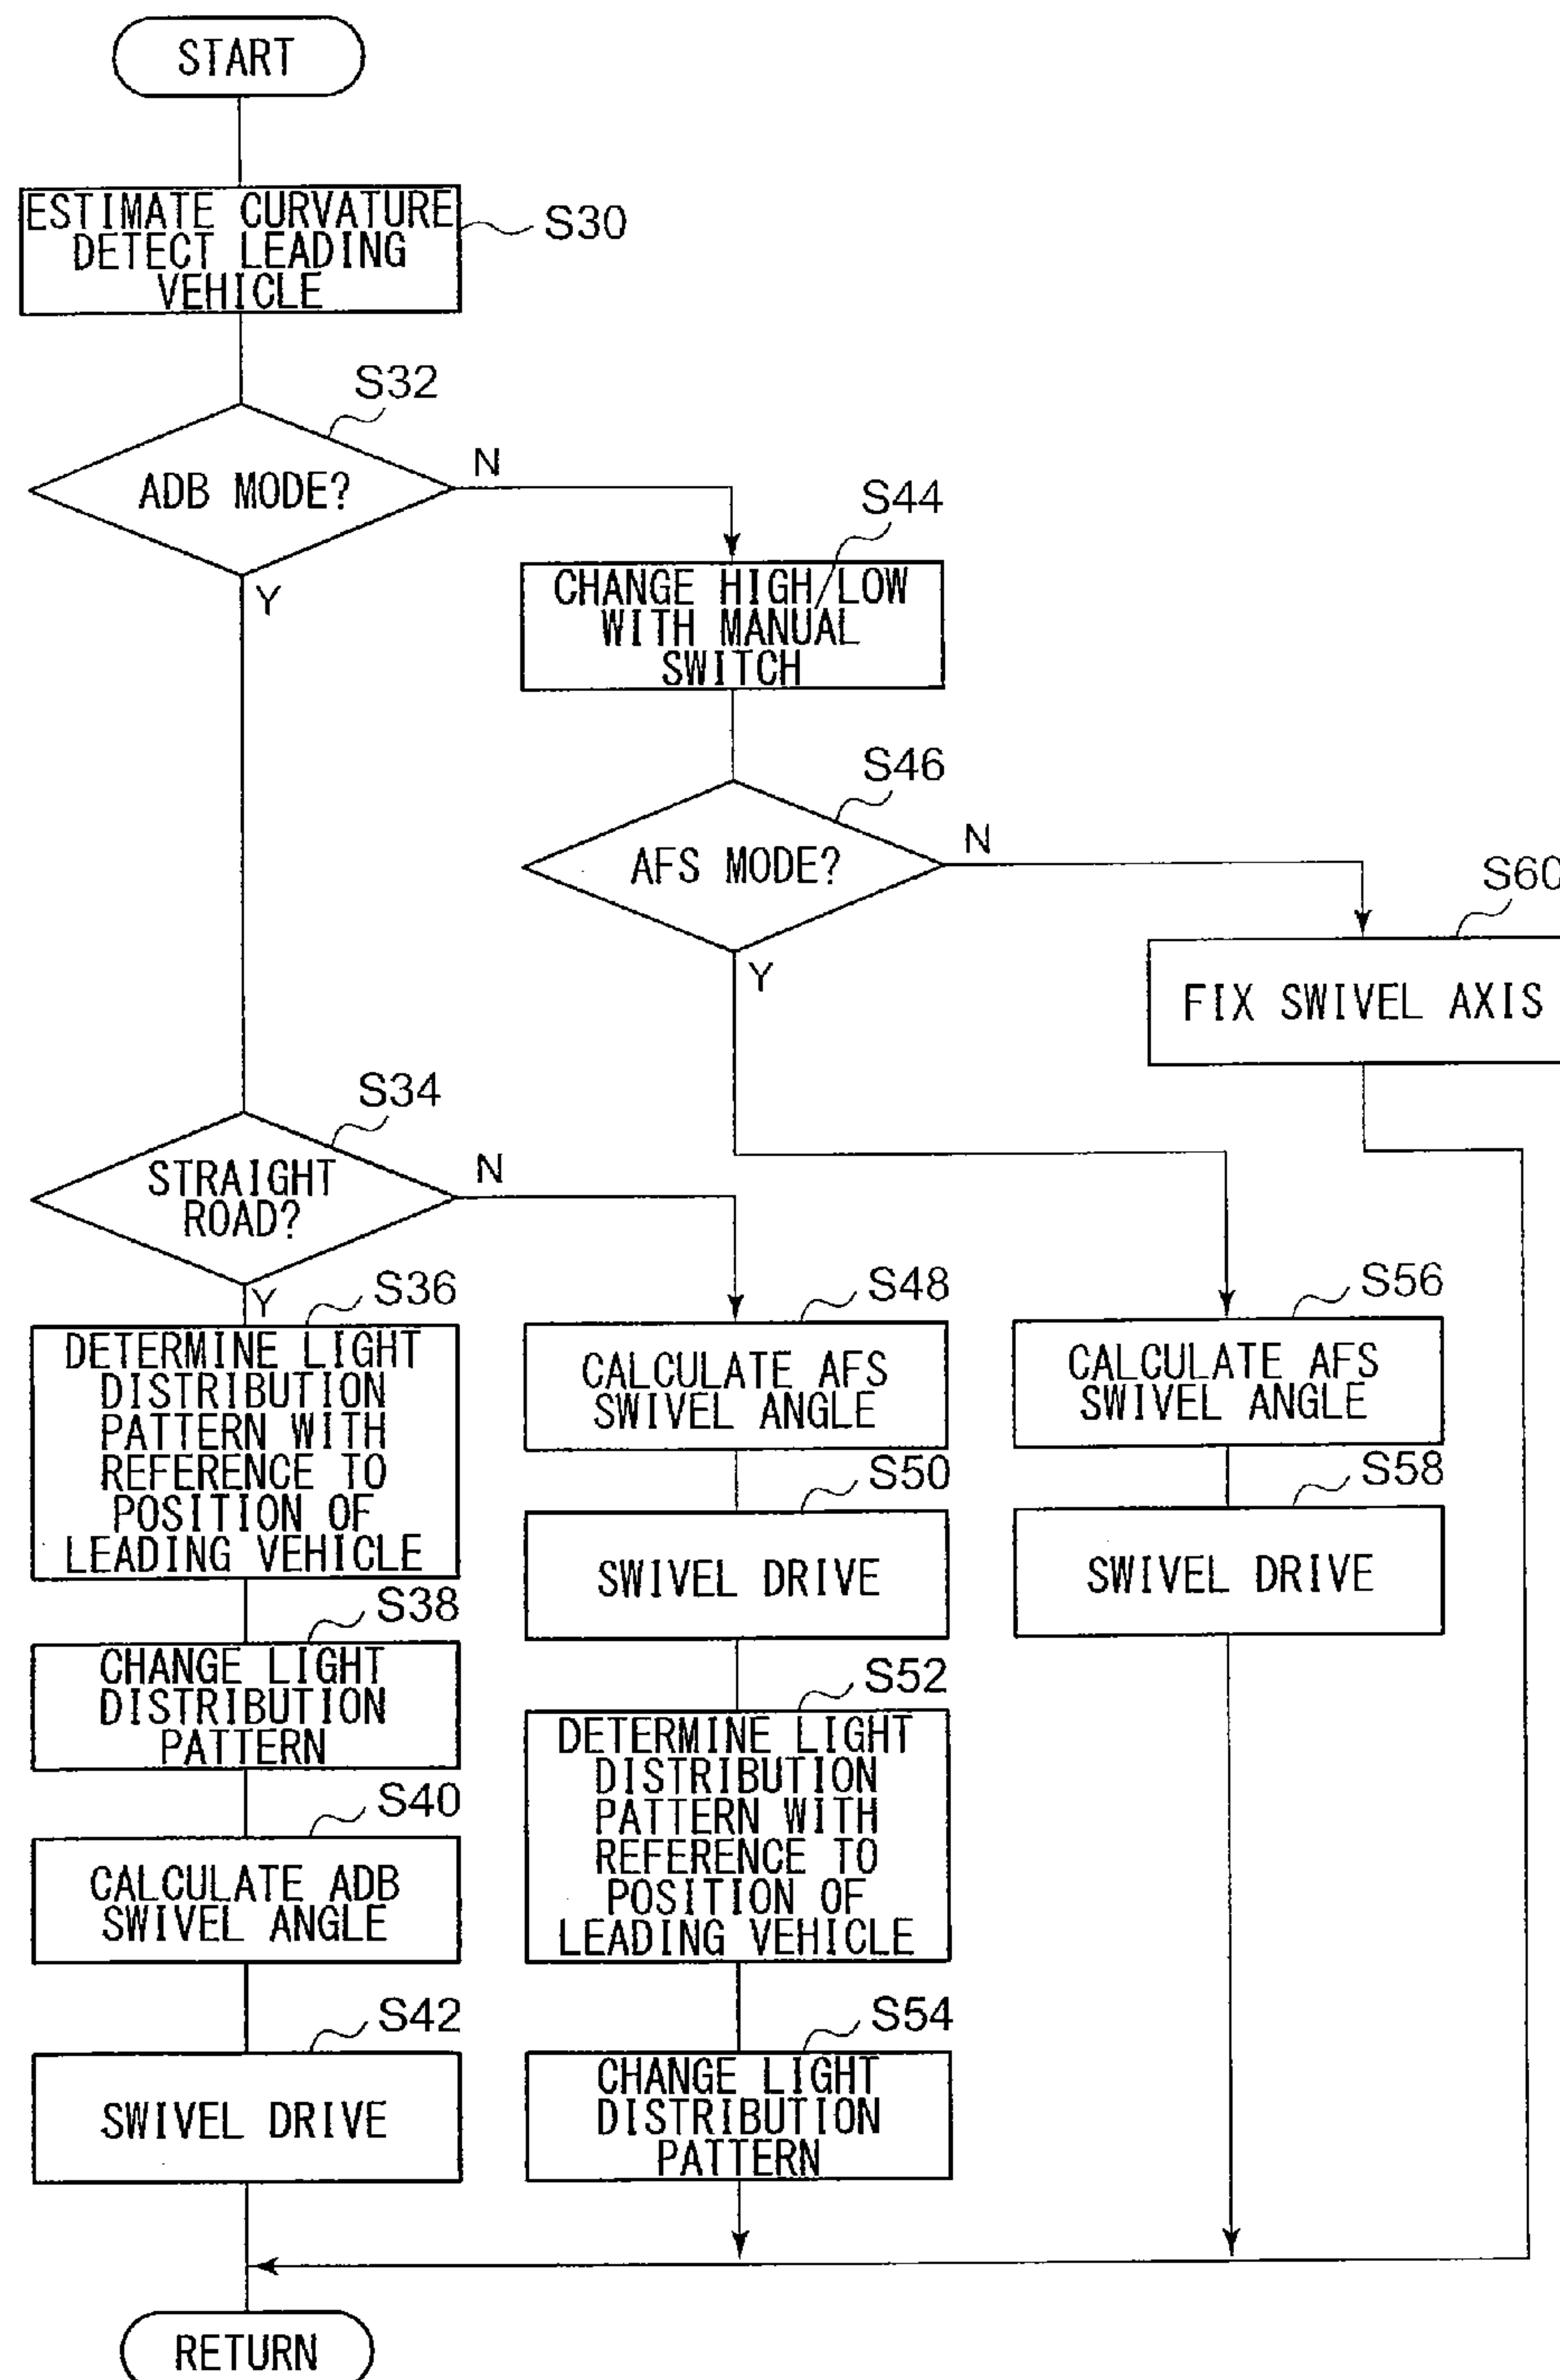 START
ESTIMATE CURVATURE
DETECT LEADING
VEHICLE
S30
S32
ADB MODE?
N
Y
S44
CHANGE HIGH/LOW
WITH MANUAL
SWITCH
S46
AFS MODE?
N
Y
S60
FIX SWIVEL AXIS
S34
STRAIGHT
ROAD?
N
Y
S36
DETERMINE LIGHT
DISTRIBUTION
PATTERN WITH
REFERENCE TO
POSITION OF
LEADING VEHICLE
S38
CHANGE LIGHT
DISTRIBUTION
PATTERN
S40
CALCULATE ADB
SWIVEL ANGLE
S42
SWIVEL DRIVE
S48
CALCULATE AFS
SWIVEL ANGLE
S50
SWIVEL DRIVE
S52
DETERMINE LIGHT
DISTRIBUTION
PATTERN WITH
REFERENCE TO
POSITION OF
LEADING VEHICLE
S54
CHANGE LIGHT
DISTRIBUTION
PATTERN
S56
CALCULATE AFS
SWIVEL ANGLE
S58
SWIVEL DRIVE
RETURN